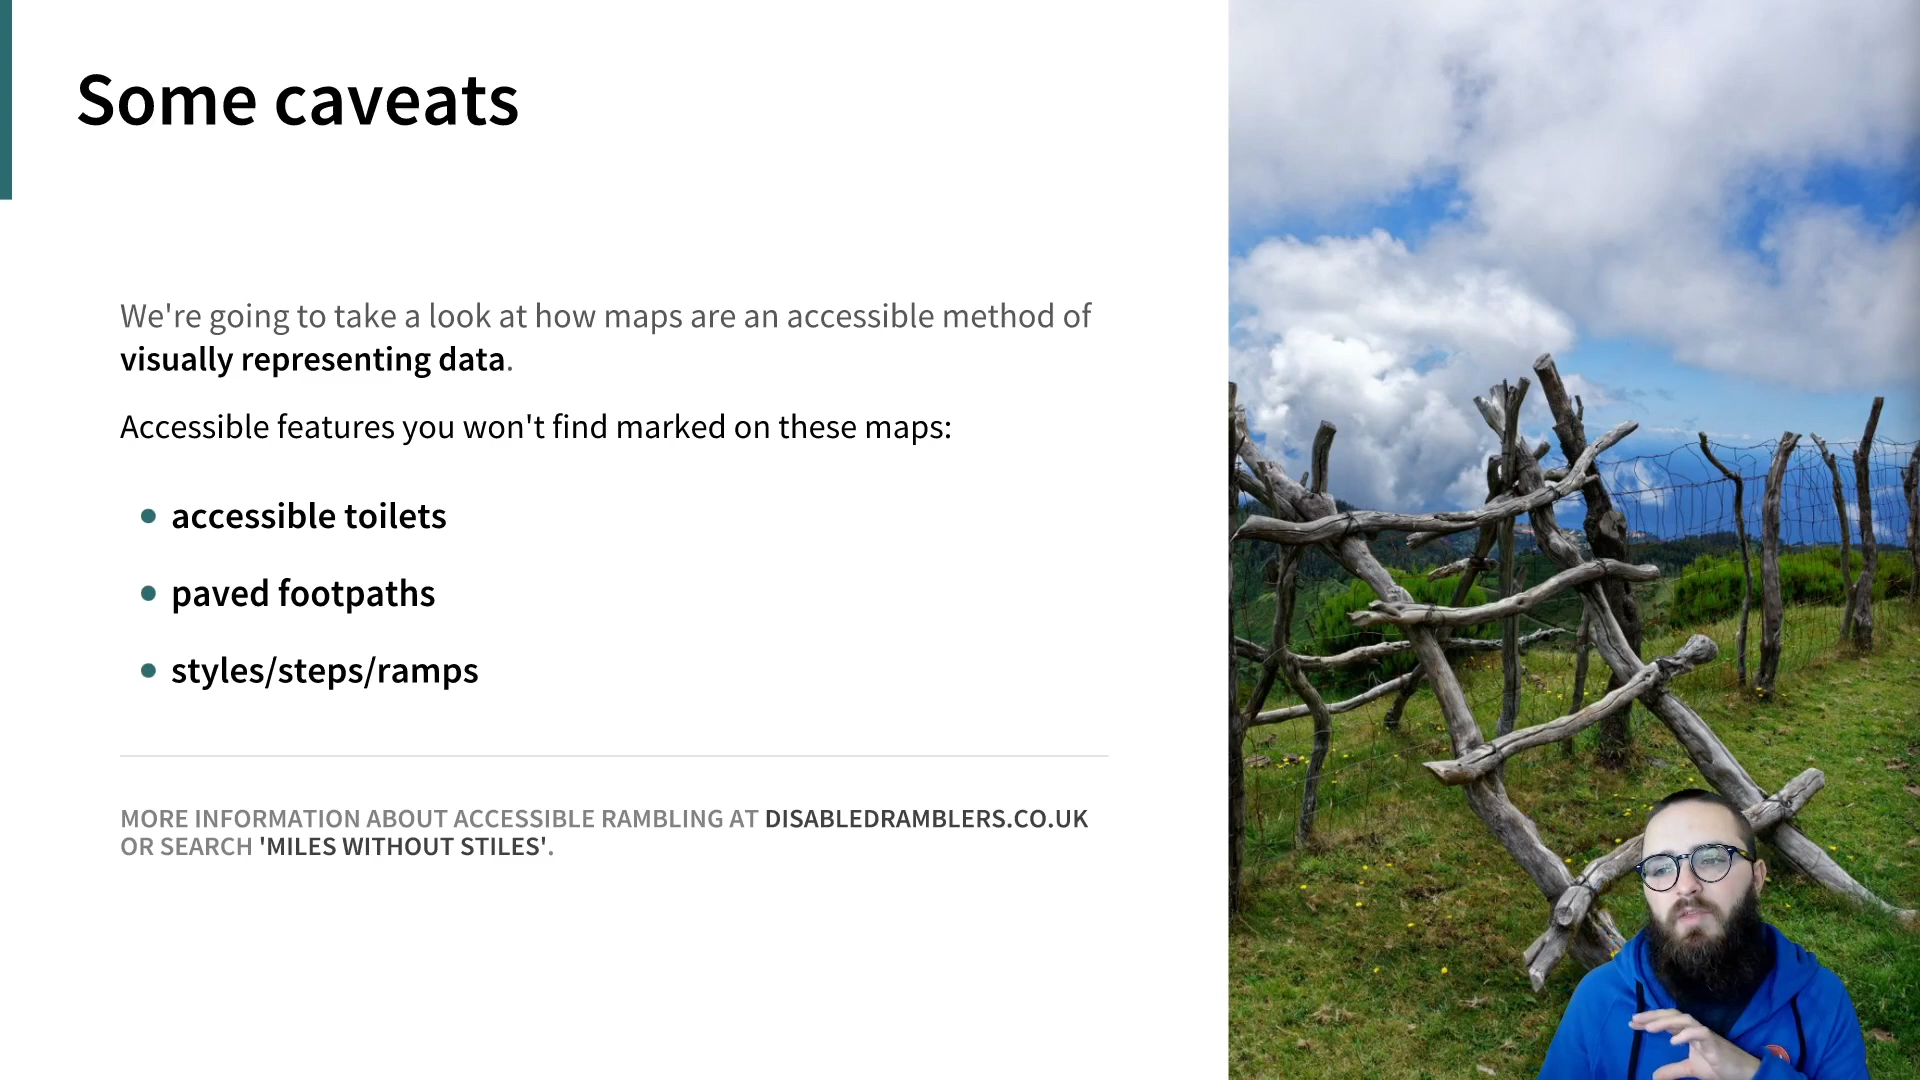 Some caveats
We're going to take a look at how maps are an accessible method of
visually representing data.
Accessible features you won't find marked on these maps:
accessible toilets
paved footpaths
styles/steps/ramps
MORE INFORMATION ABOUT ACCESSIBLE RAMBLING AT DISABLEDRAMBLERS.CO.UK
OR SEARCH 'MILES WITHOUT STILES'.